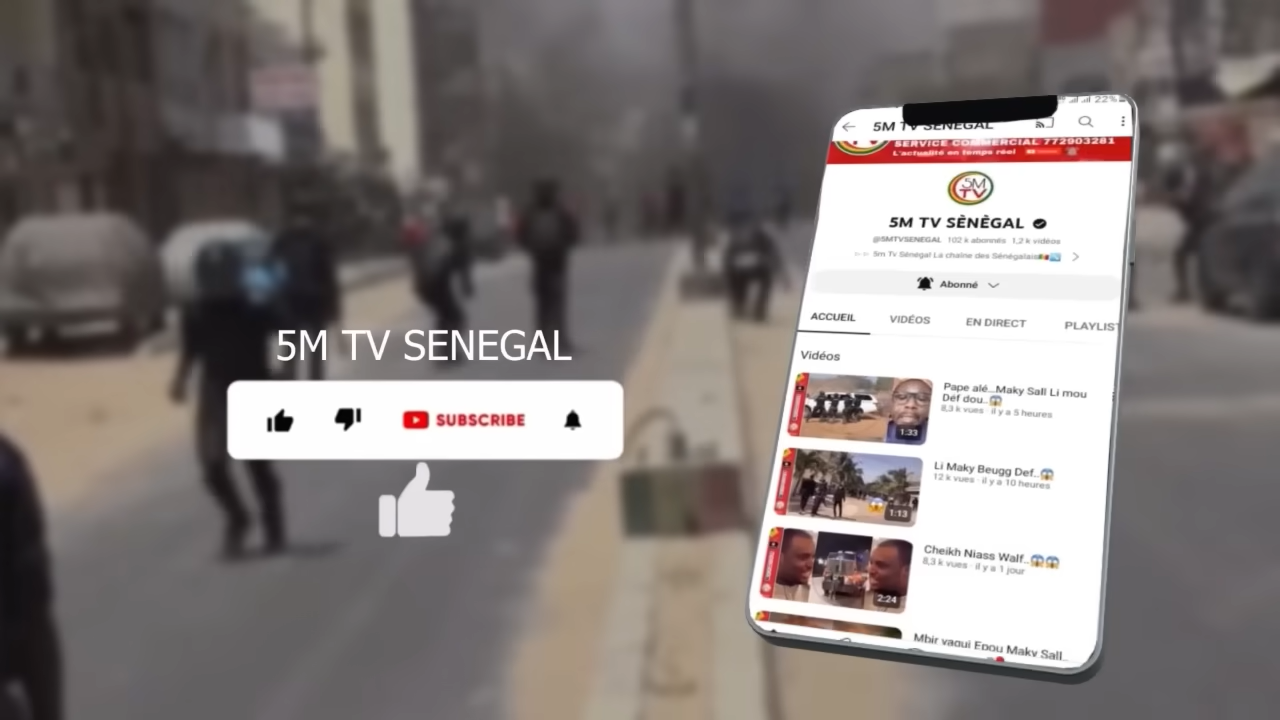 5M TV SENEGAL
SUBSCRIBE
22%
5M TV SENEGAL
SERVICE COMMERCIAL 772903281
L'actualité en temps réel
5M
TV
5M TV SÈNÈGAL
@5MTVSENEGAL 102 k abonnés 1,2 k vidéos
5m Tv Sénégal La chaîne des Sénégalais
Abonné
ACCUEIL VIDÉOS EN DIRECT PLAYLIST
Vidéos
Pape alé...Maky Sall Li mou
Déf dou..😱
8,3 k vues · il y a 5 heures
1:33
Li Maky Beugg Def..😱
12 k vues · il y a 10 heures
1:13
Cheikh Niass Walf..😱😱
8,3 k vues · il y a 1 jour
2:24
Mbir yaqui Epou Maky Sall..